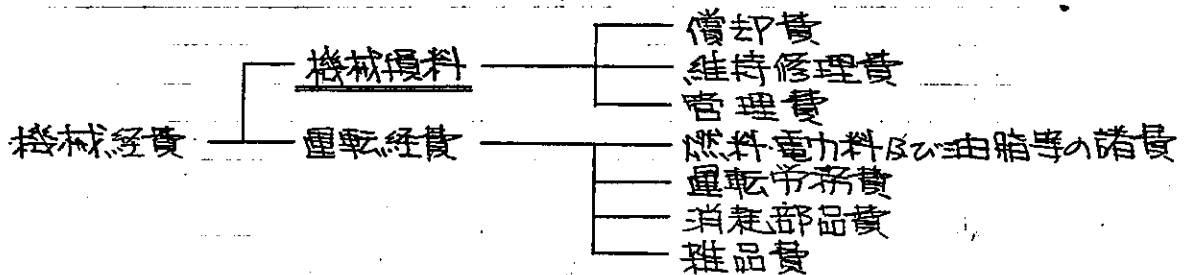 償却費
機械損料
維持修理費
管理費
機械経費
運転経費
燃料・電力料及び油脂等の諸費
運転労務費
消耗部品費
雑品費